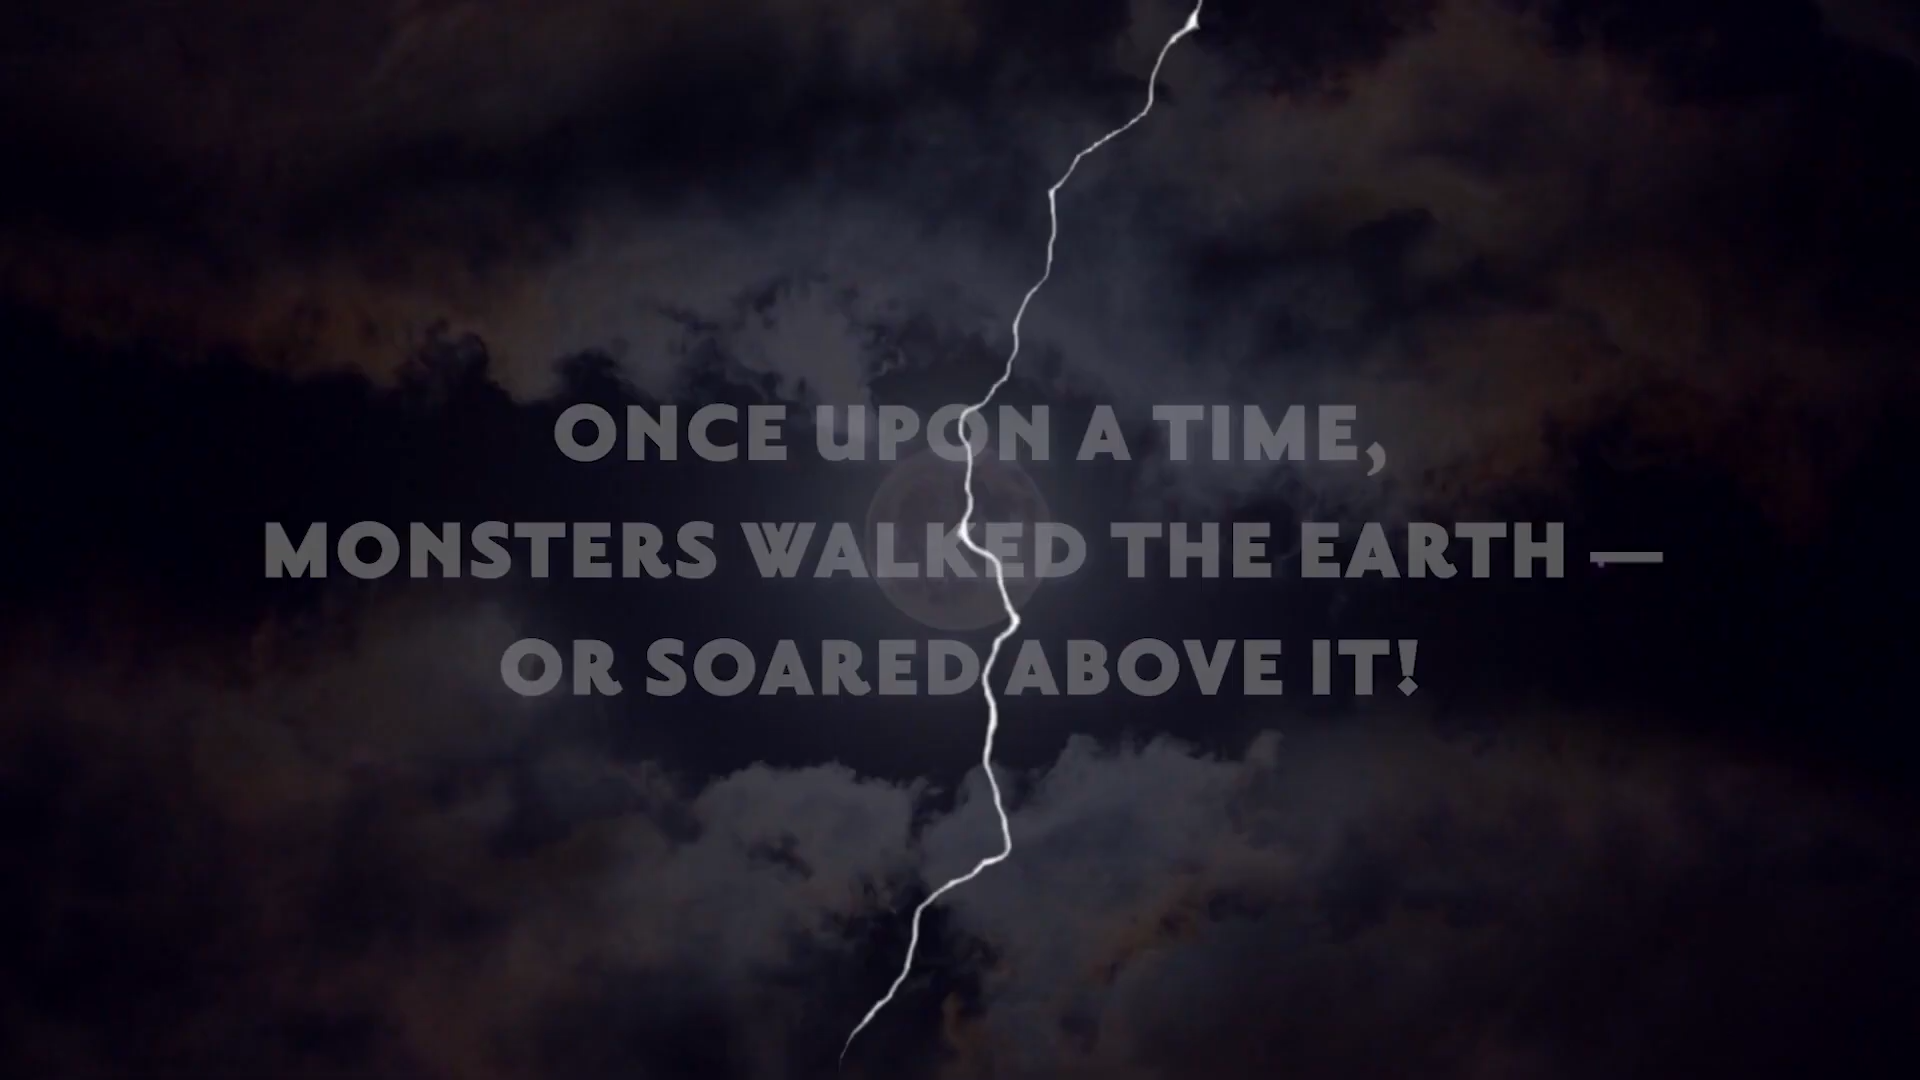 ONCE UPON A TIME,
MONSTERS WALKED THE EARTH —
OR SOARED ABOVE IT!